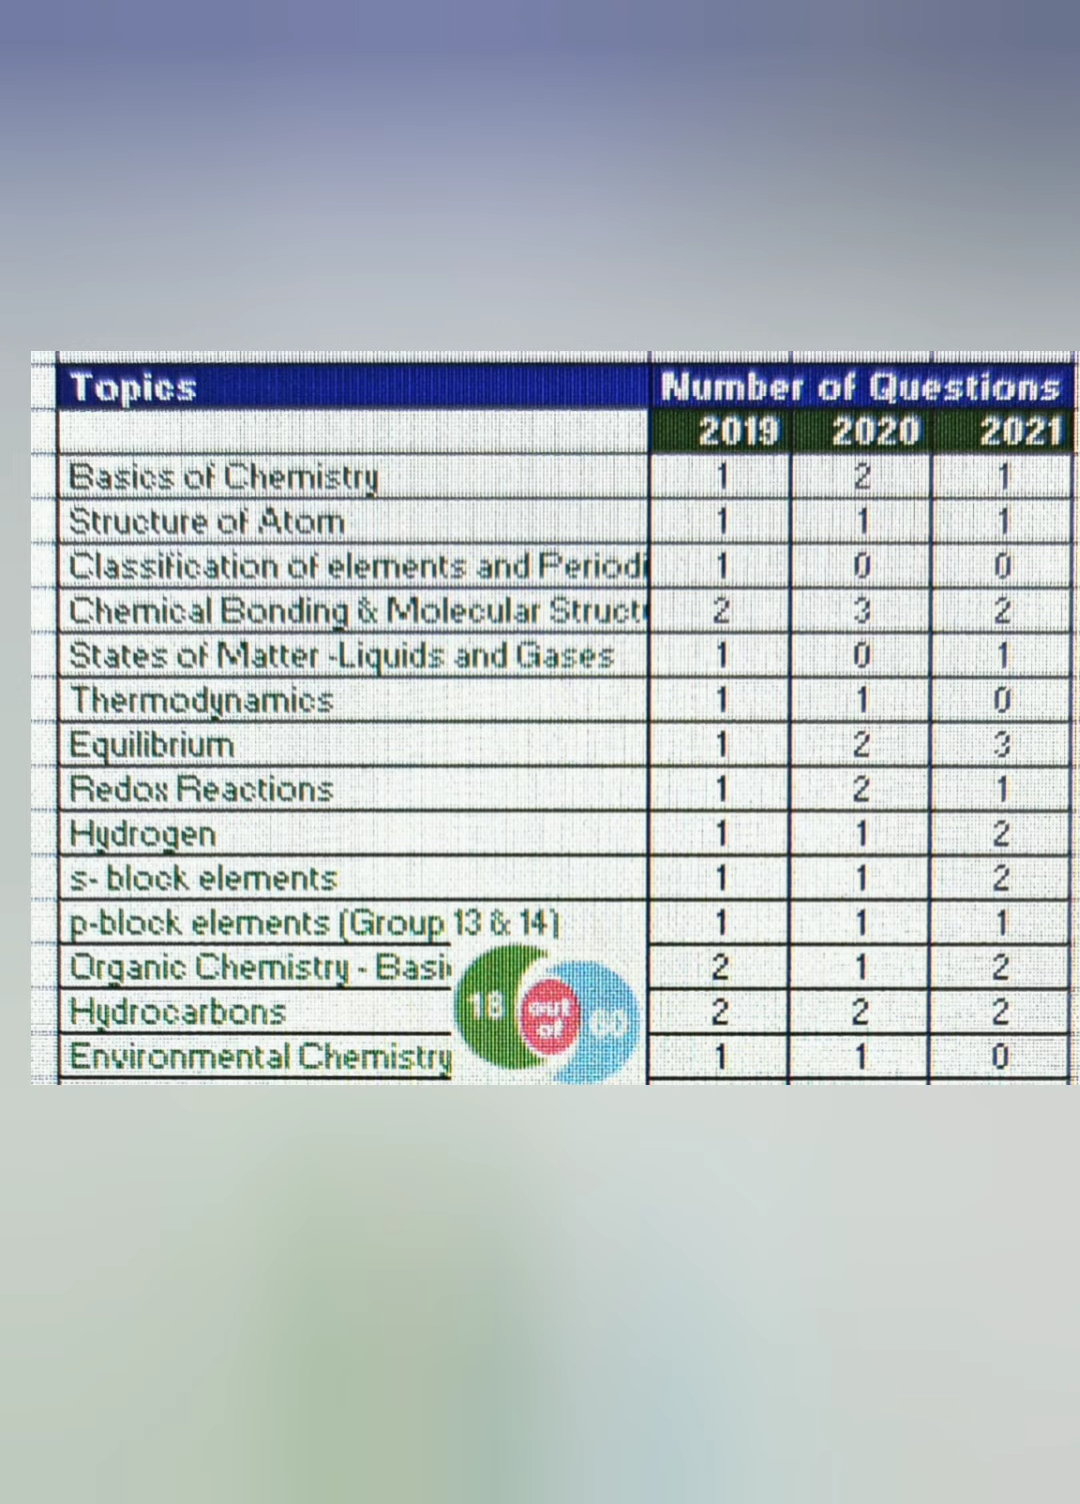 Topics Number of Questions
2019 2020 2021
Basics of Chemistry 1 2 1
Structure of Atom 1 1 1
Classification of elements and Periodi 1 0 0
Chemical Bonding & Molecular Struct 2 3 2
States of Matter -Liquids and Gases 1 0 1
Thermodynamics 1 1 0
Equilibrium 1 2 3
Redox Reactions 1 2 1
Hydrogen 1 1 2
s- block elements 1 1 2
p-block elements (Group 13 & 14) 1 1 1
Organic Chemistry - Basi 2 1 2
Hydrocarbons 2 2 2
Environmental Chemistry 1 1 0
18 out of 60